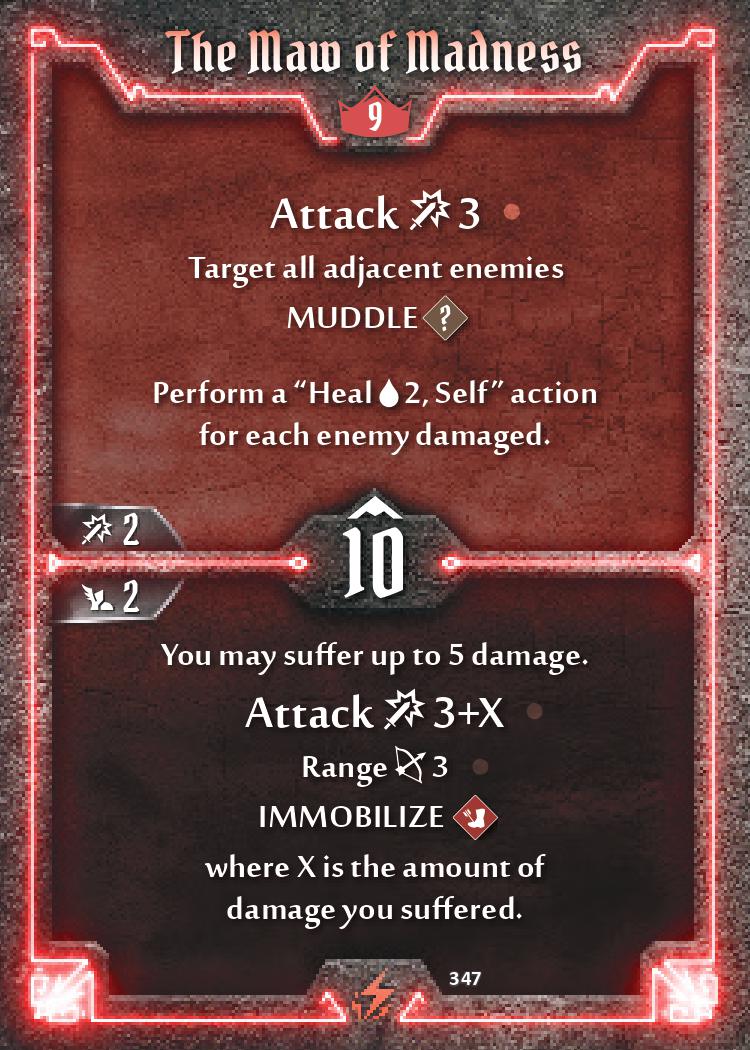 The Maw of Madness
9
Attack 3
Target all adjacent enemies
MUDDLE ?
Perform a “Heal 2, Self” action
for each enemy damaged.
2
10
2
You may suffer up to 5 damage.
Attack 3+X
Range 3
IMMOBILIZE
where X is the amount of
damage you suffered.
347